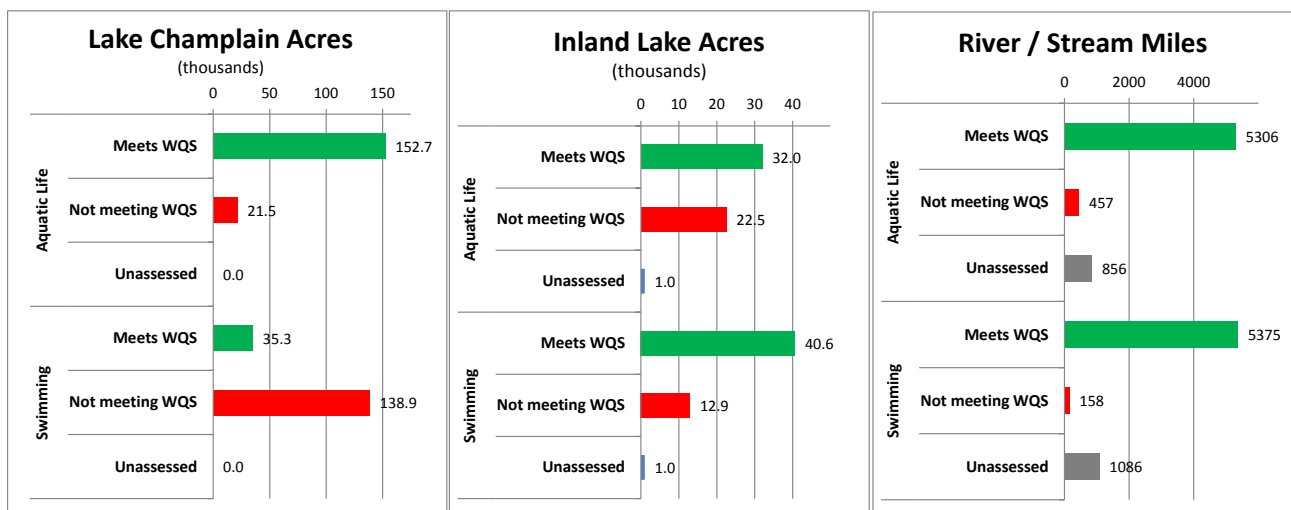 Lake Champlain Acres
(thousands)
0 50 100 150
Aquatic Life
Meets WQS 152.7
Not meeting WQS 21.5
Unassessed 0.0
Swimming
Meets WQS 35.3
Not meeting WQS 138.9
Unassessed 0.0
Inland Lake Acres
(thousands)
0 10 20 30 40
Aquatic Life
Meets WQS 32.0
Not meeting WQS 22.5
Unassessed 1.0
Swimming
Meets WQS 40.6
Not meeting WQS 12.9
Unassessed 1.0
River / Stream Miles
0 2000 4000
Aquatic Life
Meets WQS 5306
Not meeting WQS 457
Unassessed 856
Swimming
Meets WQS 5375
Not meeting WQS 158
Unassessed 1086